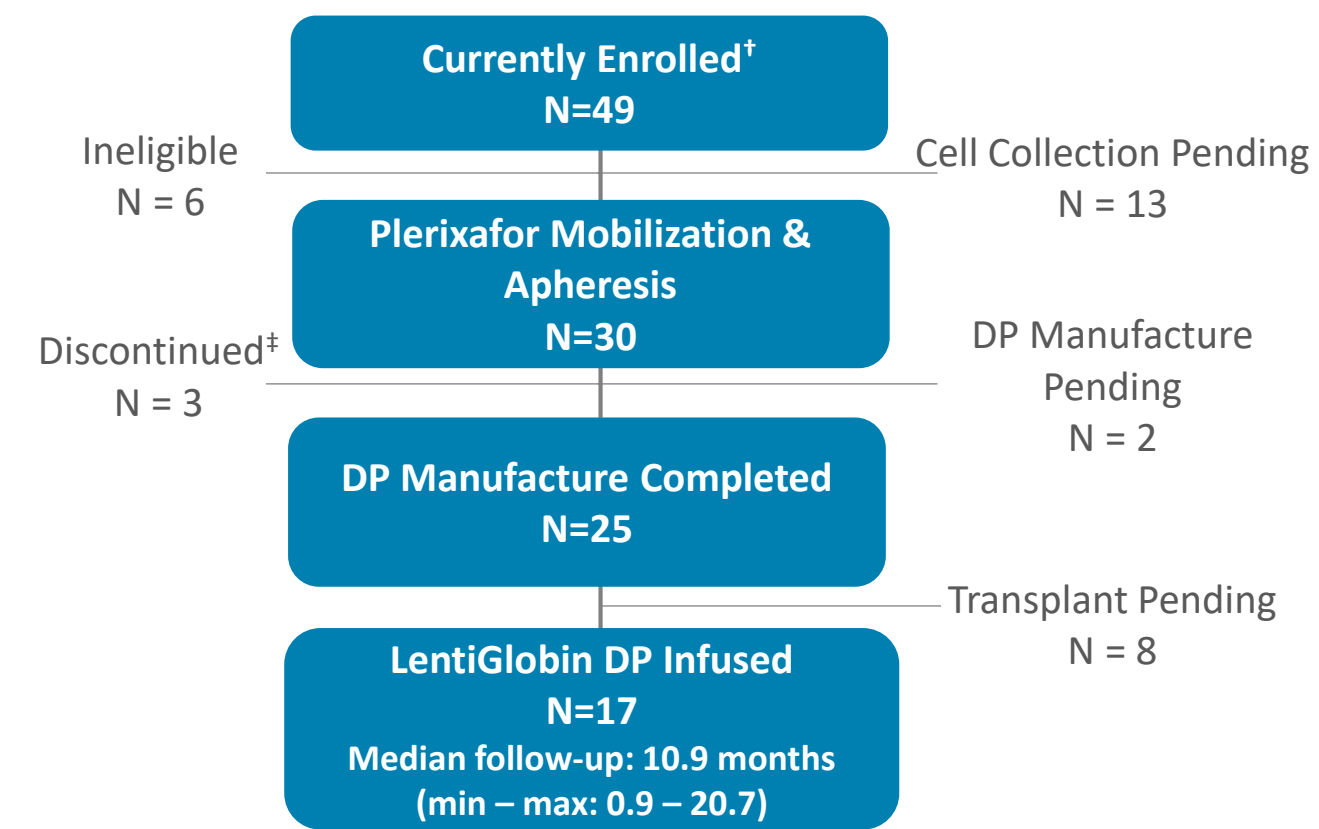 Currently Enrolled†
N=49
Ineligible
N = 6
Cell Collection Pending
N = 13
Plerixafor Mobilization &
Apheresis
N=30
Discontinued‡
N = 3
DP Manufacture
Pending
N = 2
DP Manufacture Completed
N=25
Transplant Pending
N = 8
LentiGlobin DP Infused
N=17
Median follow-up: 10.9 months
(min – max: 0.9 – 20.7)